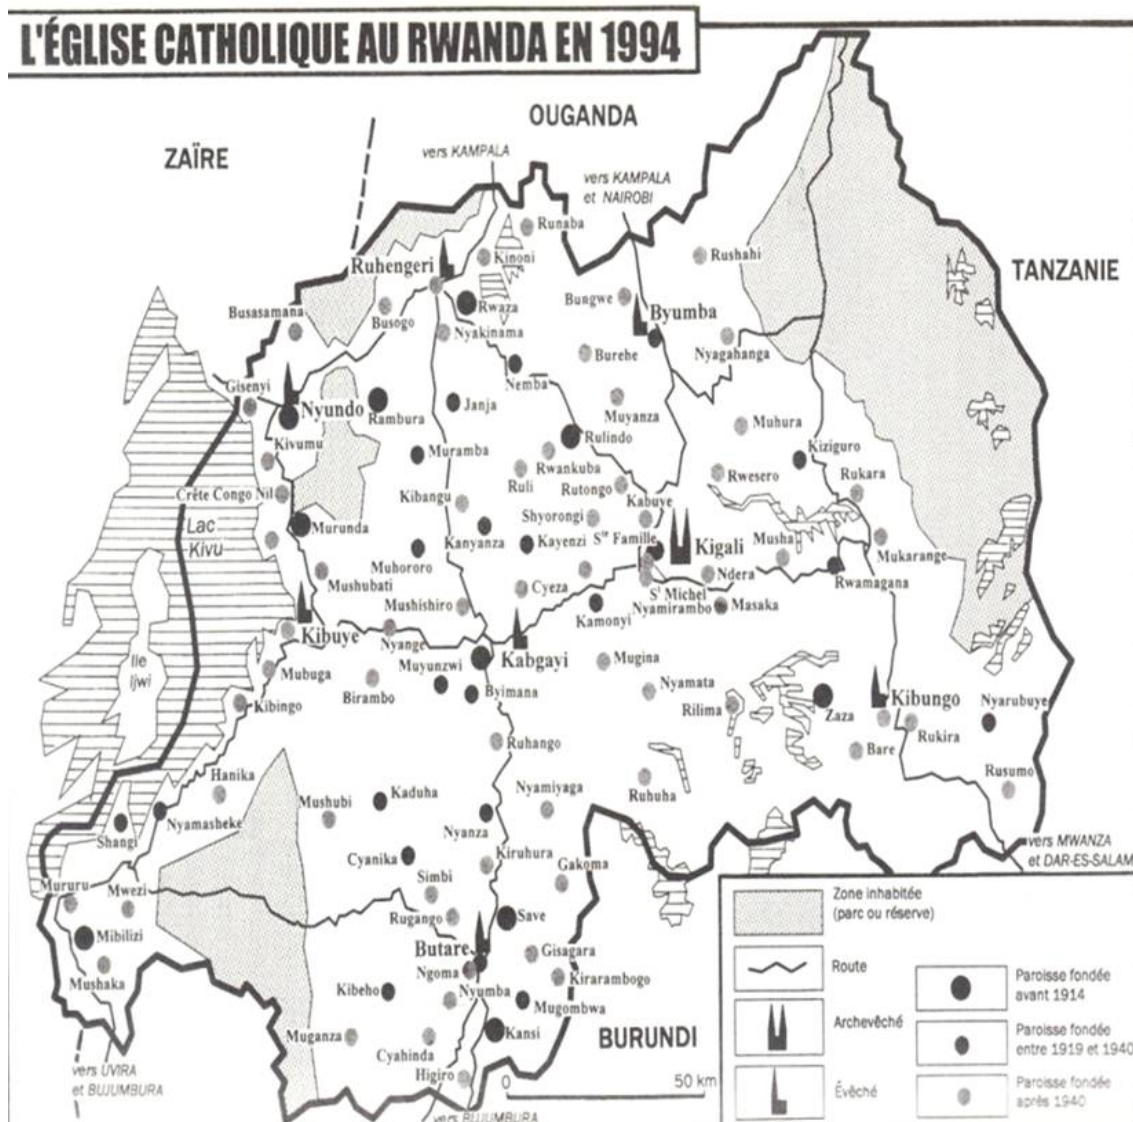 L'ÉGLISE CATHOLIQUE AU RWANDA EN 1994
OUGANDA
ZAÏRE
vers KAMPALA
vers KAMPALA
et NAIROBI
TANZANIE
Runaba
Rushahi
Ruhengeri
Kinoni
Bungwe
Byumba
Busasamana
Busogo
Rwaza
Nyakinama
Burehe
Nyagahanga
Nemba
Gisenyi
Nyundo
Rambura
Janja
Muyanza
Muhura
Kivumu
Muramba
Rulindo
Kiziguro
Rwankuba
Rwesero
Rukara
Crête Congo Nil
Kibangu
Ruli
Rutongo
Kabuye
Lac
Kivu
Murunda
Kanyanza
Shyorongi
Kayenzi
Ste Famille
Kigali
Musha
Mukarange
Muhororo
Mushubati
Cyeza
St Michel
Ndera
Rwamagana
Mushishiro
Kamonyi
Nyamirambo
Masaka
Kibuye
Nyange
Kabgayi
Ile
Ijwi
Mubuga
Muyunzwi
Mugina
Birambo
Byimana
Nyamata
Kibungo
Nyarubuye
Kibingo
Rilima
Zaza
Rukira
Ruhango
Bare
Hanika
Ruhuha
Rusumo
Mushubi
Kaduha
Nyamiyaga
Shangi
Nyamasheke
Nyanza
vers MWANZA
et DAR-ES-SALAM
Cyanika
Kiruhura
Gakoma
Mururu
Mwezi
Simbi
Rugango
Save
Mibilizi
Butare
Gisagara
Mushaka
Ngoma
Kirarambogo
Kibeho
Nyumba
Mugombwa
Muganza
Kansi
BURUNDI
Cyahinda
vers UVIRA
et BUJUMBURA
Higiro
0
50 km
vers BUJUMBURA
Zone inhabitée
(parc ou réserve)
Route
Archevêché
Évêché
Paroisse fondée
avant 1914
Paroisse fondée
entre 1919 et 1940
Paroisse fondée
après 1940